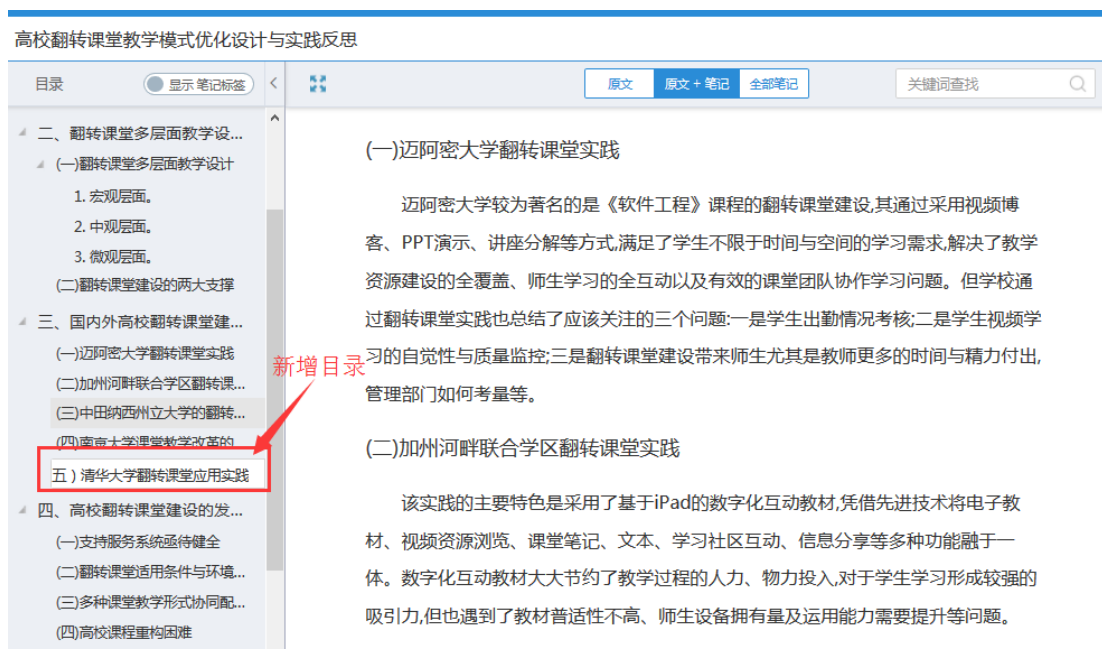 高校翻转课堂教学模式优化设计与实践反思
目录
显示 笔记标签
原文
原文 + 笔记
全部笔记
关键词查找
二、翻转课堂多层面教学设...
(一)翻转课堂多层面教学设计
1. 宏观层面。
2. 中观层面。
3. 微观层面。
(二)翻转课堂建设的两大支撑
三、国内外高校翻转课堂建...
(一)迈阿密大学翻转课堂实践
(二)加州河畔联合学区翻转课...
(三)中田纳西州立大学的翻转...
(四)南京大学课堂教学改革的
五 ) 清华大学翻转课堂应用实践
四、高校翻转课堂建设的发...
(一)支持服务系统亟待健全
(二)翻转课堂适用条件与环境...
(三)多种课堂教学形式协同配...
(四)高校课程重构困难
新增目录
(一)迈阿密大学翻转课堂实践
迈阿密大学较为著名的是《软件工程》课程的翻转课堂建设,其通过采用视频博
客、PPT演示、讲座分解等方式,满足了学生不限于时间与空间的学习需求,解决了教学
资源建设的全覆盖、师生学习的全互动以及有效的课堂团队协作学习问题。但学校通
过翻转课堂实践也总结了应该关注的三个问题:一是学生出勤情况考核;二是学生视频学
习的自觉性与质量监控;三是翻转课堂建设带来师生尤其是教师更多的时间与精力付出,
管理部门如何考量等。
(二)加州河畔联合学区翻转课堂实践
该实践的主要特色是采用了基于iPad的数字化互动教材,凭借先进技术将电子教
材、视频资源浏览、课堂笔记、文本、学习社区互动、信息分享等多种功能融于一
体。数字化互动教材大大节约了教学过程的人力、物力投入,对于学生学习形成较强的
吸引力,但也遇到了教材普适性不高、师生设备拥有量及运用能力需要提升等问题。